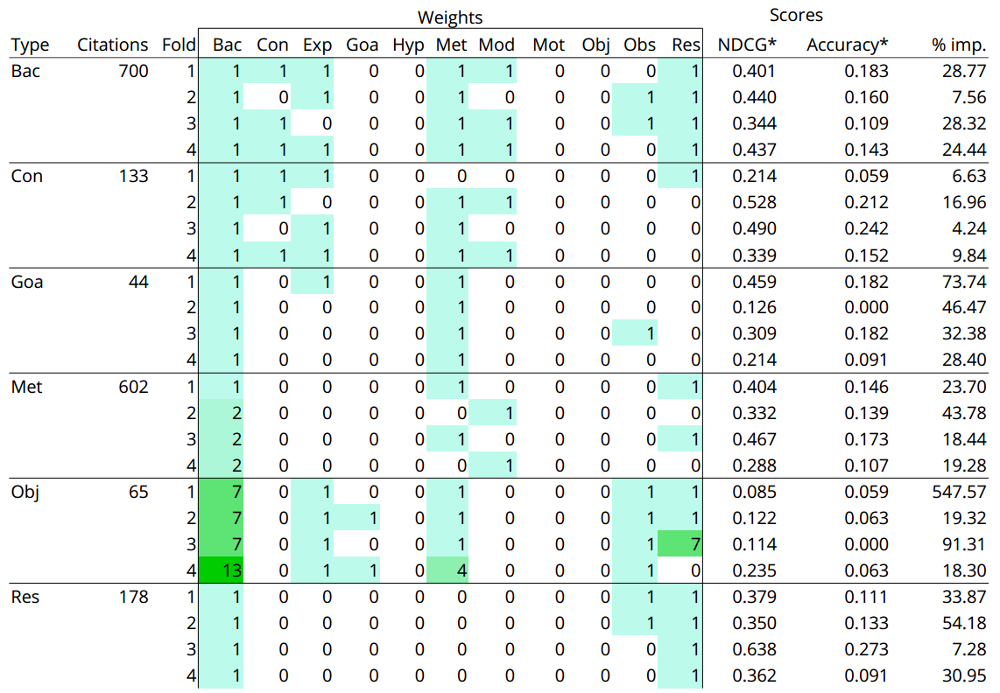 Weights Scores
Type Citations Fold Bac Con Exp Goa Hyp Met Mod Mot Obj Obs Res NDCG* Accuracy* % imp.
Bac 700 1 1 1 1 0 0 1 1 0 0 0 1 0.401 0.183 28.77
2 1 0 1 0 0 1 0 0 0 1 1 0.440 0.160 7.56
3 1 1 0 0 0 1 1 0 0 1 1 0.344 0.109 28.32
4 1 1 1 0 0 1 1 0 0 0 1 0.437 0.143 24.44
Con 133 1 1 1 1 0 0 0 0 0 0 0 1 0.214 0.059 6.63
2 1 1 0 0 0 1 1 0 0 0 0 0.528 0.212 16.96
3 1 0 1 0 0 1 0 0 0 0 0 0.490 0.242 4.24
4 1 1 1 0 0 1 1 0 0 0 0 0.339 0.152 9.84
Goa 44 1 1 0 1 0 0 1 0 0 0 0 0 0.459 0.182 73.74
2 1 0 0 0 0 1 0 0 0 0 0 0.126 0.000 46.47
3 1 0 0 0 0 1 0 0 0 1 0 0.309 0.182 32.38
4 1 0 0 0 0 1 0 0 0 0 0 0.214 0.091 28.40
Met 602 1 1 0 0 0 0 1 0 0 0 0 1 0.404 0.146 23.70
2 2 0 0 0 0 0 1 0 0 0 0 0.332 0.139 43.78
3 2 0 0 0 0 1 0 0 0 0 1 0.467 0.173 18.44
4 2 0 0 0 0 0 1 0 0 0 0 0.288 0.107 19.28
Obj 65 1 7 0 1 0 0 1 0 0 0 1 1 0.085 0.059 547.57
2 7 0 1 1 0 1 0 0 0 1 1 0.122 0.063 19.32
3 7 0 1 0 0 1 0 0 0 1 7 0.114 0.000 91.31
4 13 0 1 1 0 4 0 0 0 1 0 0.235 0.063 18.30
Res 178 1 1 0 0 0 0 0 0 0 0 1 1 0.379 0.111 33.87
2 1 0 0 0 0 0 0 0 0 1 1 0.350 0.133 54.18
3 1 0 0 0 0 0 0 0 0 0 1 0.638 0.273 7.28
4 1 0 0 0 0 0 0 0 0 0 1 0.362 0.091 30.95